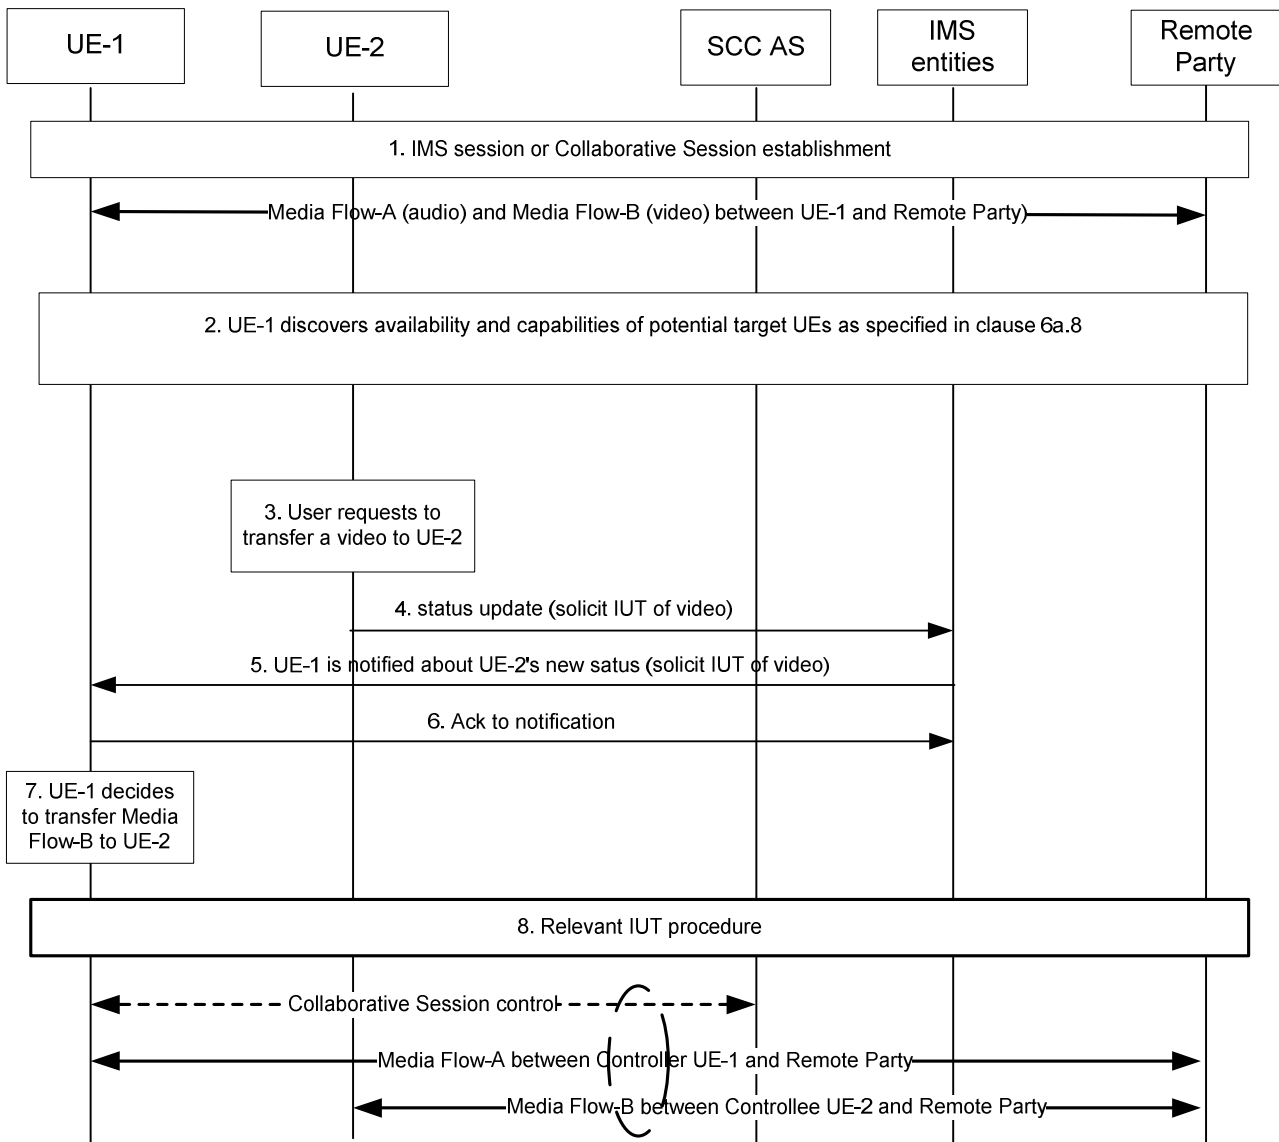 UE-1
UE-2
SCC AS
IMS
entities
Remote
Party
1. IMS session or Collaborative Session establishment
Media Flow-A (audio) and Media Flow-B (video) between UE-1 and Remote Party)
2. UE-1 discovers availability and capabilities of potential target UEs as specified in clause 6a.8
3. User requests to
transfer a video to UE-2
4. status update (solicit IUT of video)
5. UE-1 is notified about UE-2's new satus (solicit IUT of video)
6. Ack to notification
7. UE-1 decides
to transfer Media
Flow-B to UE-2
8. Relevant IUT procedure
Collaborative Session control
Media Flow-A between Controller UE-1 and Remote Party
Media Flow-B between Controllee UE-2 and Remote Party